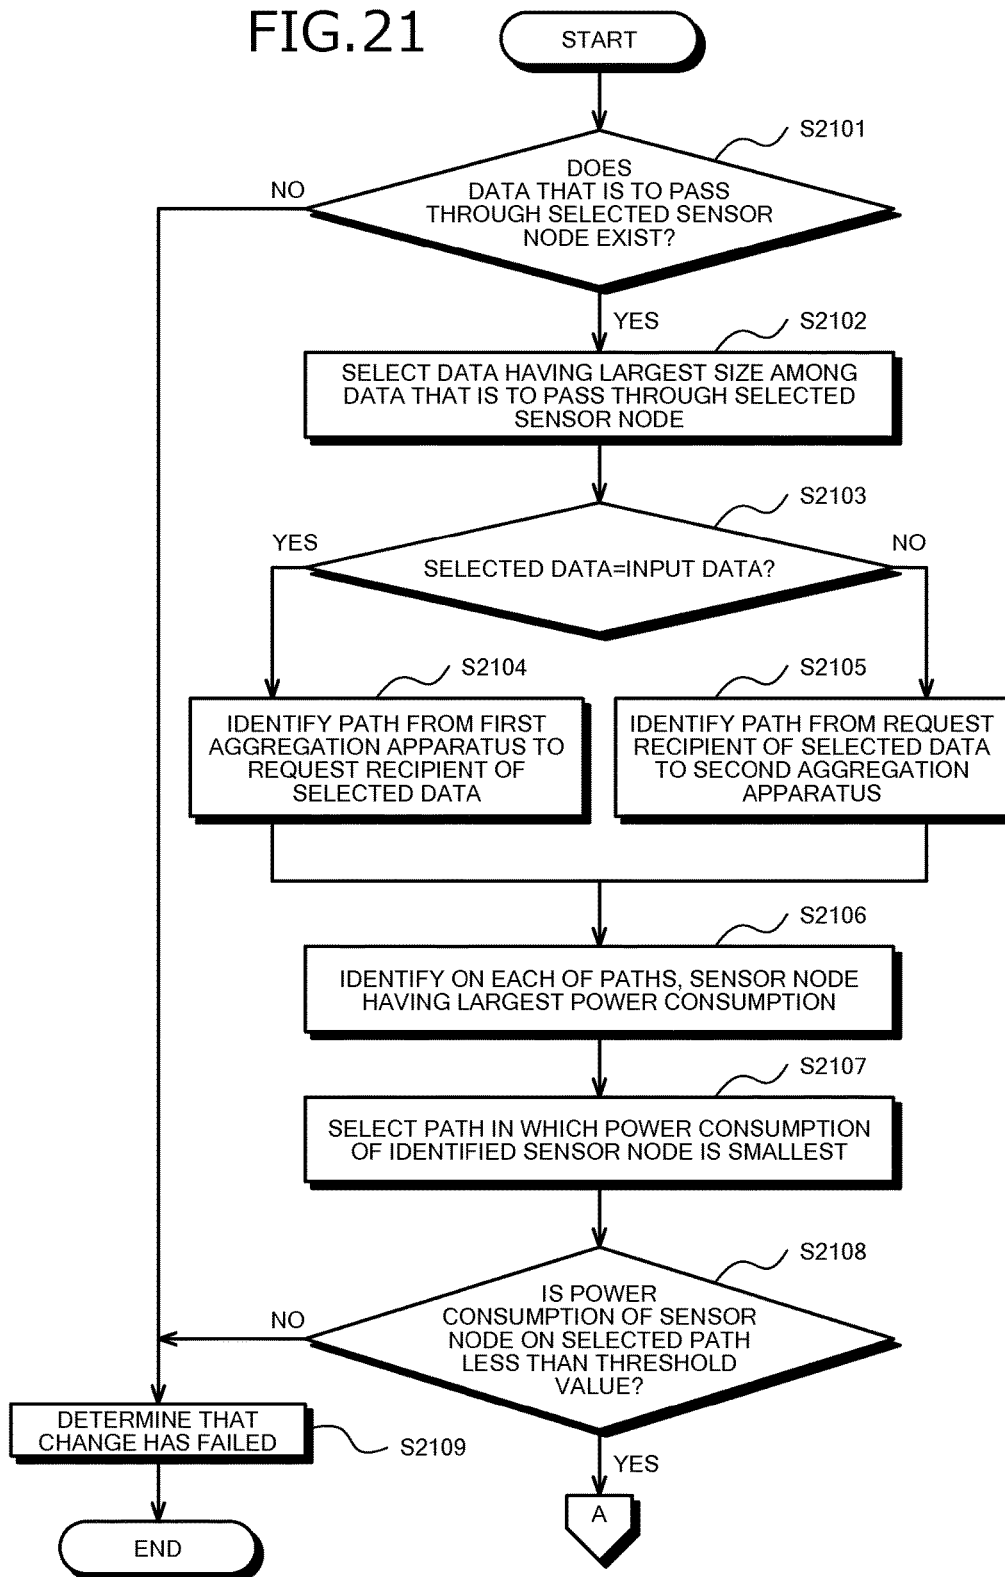 FIG.21
START
S2101
DOES
DATA THAT IS TO PASS
THROUGH SELECTED SENSOR
NODE EXIST?
NO
YES
S2102
SELECT DATA HAVING LARGEST SIZE AMONG
DATA THAT IS TO PASS THROUGH SELECTED
SENSOR NODE
S2103
SELECTED DATA=INPUT DATA?
YES
NO
S2104
IDENTIFY PATH FROM FIRST
AGGREGATION APPARATUS TO
REQUEST RECIPIENT OF
SELECTED DATA
S2105
IDENTIFY PATH FROM REQUEST
RECIPIENT OF SELECTED DATA
TO SECOND AGGREGATION
APPARATUS
S2106
IDENTIFY ON EACH OF PATHS, SENSOR NODE
HAVING LARGEST POWER CONSUMPTION
S2107
SELECT PATH IN WHICH POWER CONSUMPTION
OF IDENTIFIED SENSOR NODE IS SMALLEST
S2108
IS POWER
CONSUMPTION OF SENSOR
NODE ON SELECTED PATH
LESS THAN THRESHOLD
VALUE?
NO
YES
DETERMINE THAT
CHANGE HAS FAILED
S2109
A
END